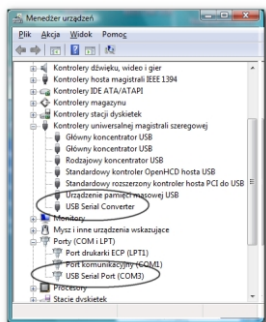 Menedżer urządzeń
Plik Akcja Widok Pomoc
Kontrolery dźwięku, wideo i gier
Kontrolery hosta magistrali IEEE 1394
Kontrolery IDE ATA/ATAPI
Kontrolery magazynu
Kontrolery stacji dyskietek
Kontrolery uniwersalnej magistrali szeregowej
Główny koncentrator USB
Główny koncentrator USB
Rodzajowy koncentrator USB
Standardowy kontroler OpenHCD hosta USB
Standardowy rozszerzony kontroler hosta PCI do USB
Urządzenie pamięci masowej USB
USB Serial Converter
Monitory
Mysz i inne urządzenia wskazujące
Porty (COM i LPT)
Port drukarki ECP (LPT1)
Port komunikacyjny (COM1)
USB Serial Port (COM3)
Procesory
Stacje dyskietek